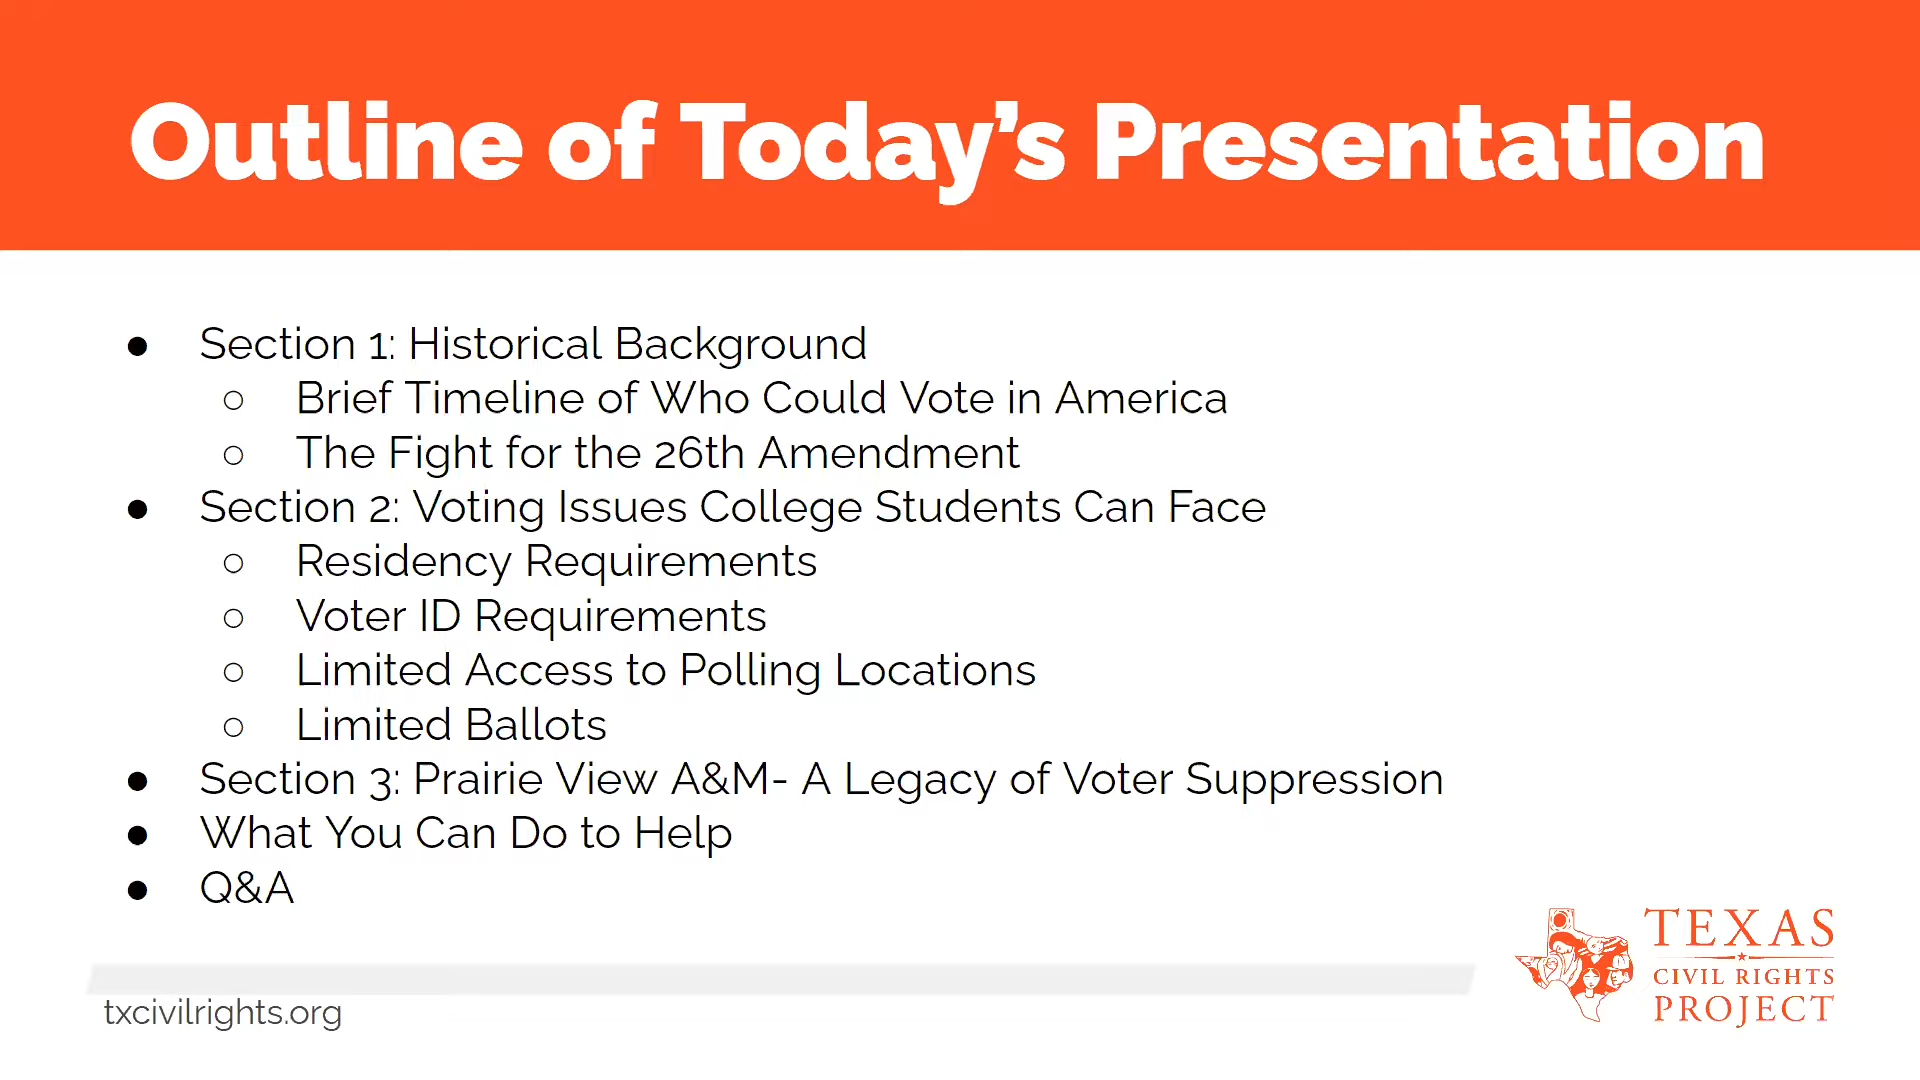 Outline of Today's Presentation
● Section 1: Historical Background
○ Brief Timeline of Who Could Vote in America
○ The Fight for the 26th Amendment
● Section 2: Voting Issues College Students Can Face
○ Residency Requirements
○ Voter ID Requirements
○ Limited Access to Polling Locations
○ Limited Ballots
● Section 3: Prairie View A&M- A Legacy of Voter Suppression
● What You Can Do to Help
● Q&A
txcivilrights.org
TEXAS
CIVIL RIGHTS
PROJECT